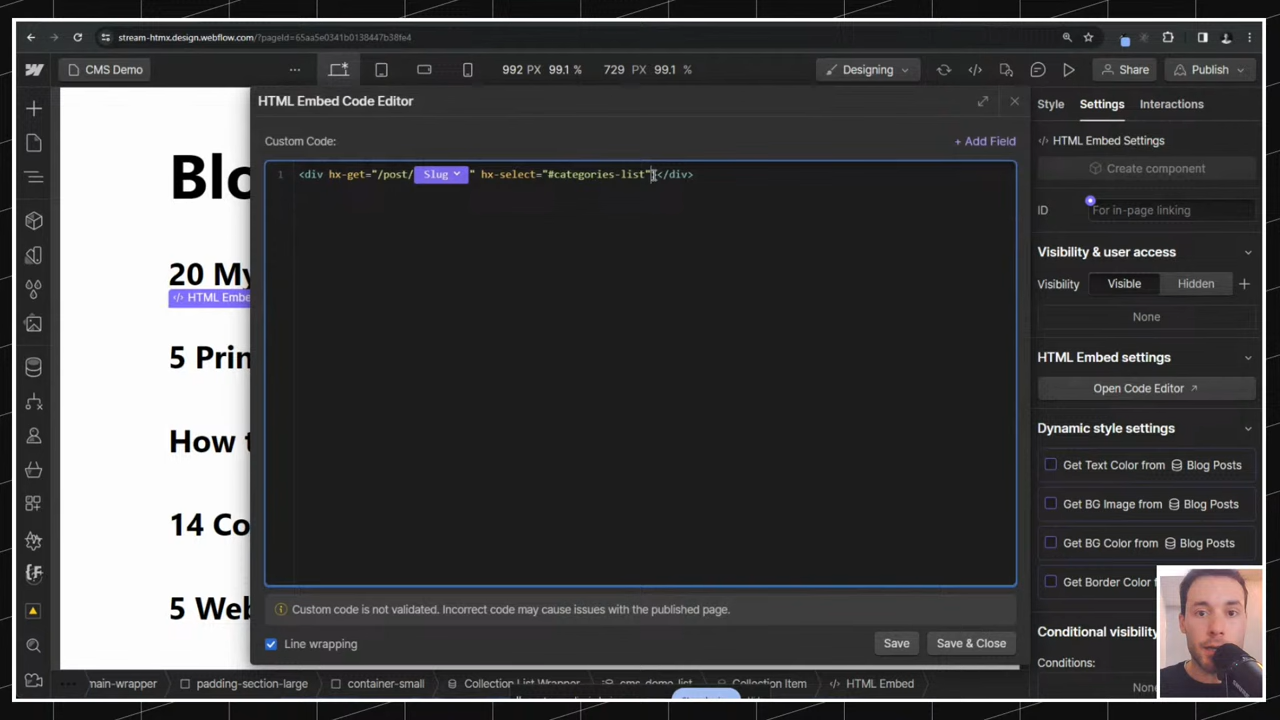 stream-htmx.design.webflow.com/?pageId=65aa5e0341b0138447b38fe4
CMS Demo
992 PX 99.1 %
729 PX 99.1 %
Designing
Share
Publish
HTML Embed Code Editor
Style
Settings
Interactions
Custom Code:
+ Add Field
HTML Embed Settings
Create component
1 <div hx-get="/post/ Slug " hx-select="#categories-list"></div>
ID
For in-page linking
Visibility & user access
Visibility
Visible
Hidden
None
Blo
20 My
HTML Embe
5 Prin
How t
14 Co
5 Web
HTML Embed settings
Open Code Editor
Dynamic style settings
Get Text Color from Blog Posts
Get BG Image from Blog Posts
Get BG Color from Blog Posts
Get Border Color f
Custom code is not validated. Incorrect code may cause issues with the published page.
Line wrapping
Save
Save & Close
Conditional visibility
Conditions:
main-wrapper
padding-section-large
container-small
Collection List Wrapper
cms_demo_list
Collection Item
HTML Embed